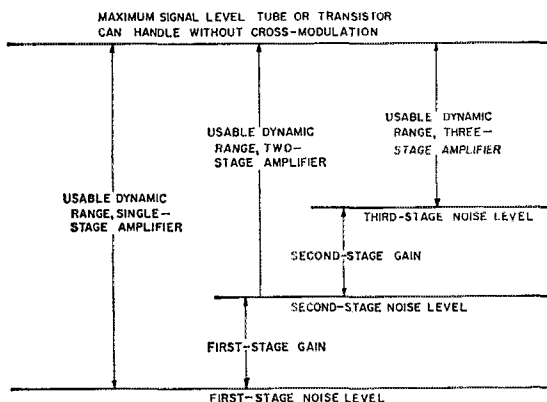 MAXIMUM SIGNAL LEVEL TUBE OR TRANSISTOR
CAN HANDLE WITHOUT CROSS-MODULATION
USABLE DYNAMIC
RANGE, THREE-
STAGE AMPLIFIER
USABLE DYNAMIC
RANGE, TWO-
STAGE AMPLIFIER
USABLE DYNAMIC
RANGE, SINGLE-
STAGE AMPLIFIER
THIRD-STAGE NOISE LEVEL
SECOND-STAGE GAIN
SECOND-STAGE NOISE LEVEL
FIRST-STAGE GAIN
FIRST-STAGE NOISE LEVEL